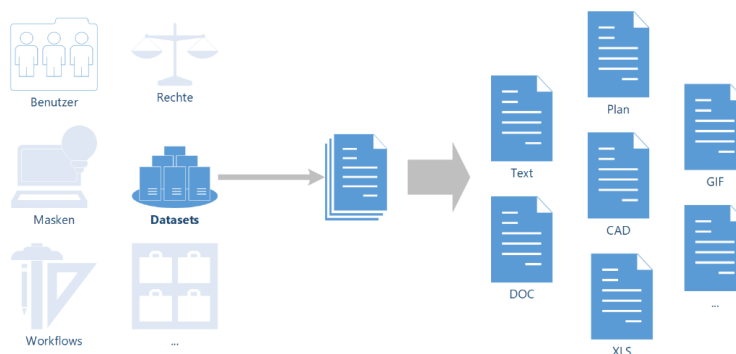 Benutzer
Rechte
Masken
Datasets
Workflows
...
Text
DOC
Plan
CAD
XLS
GIF
...